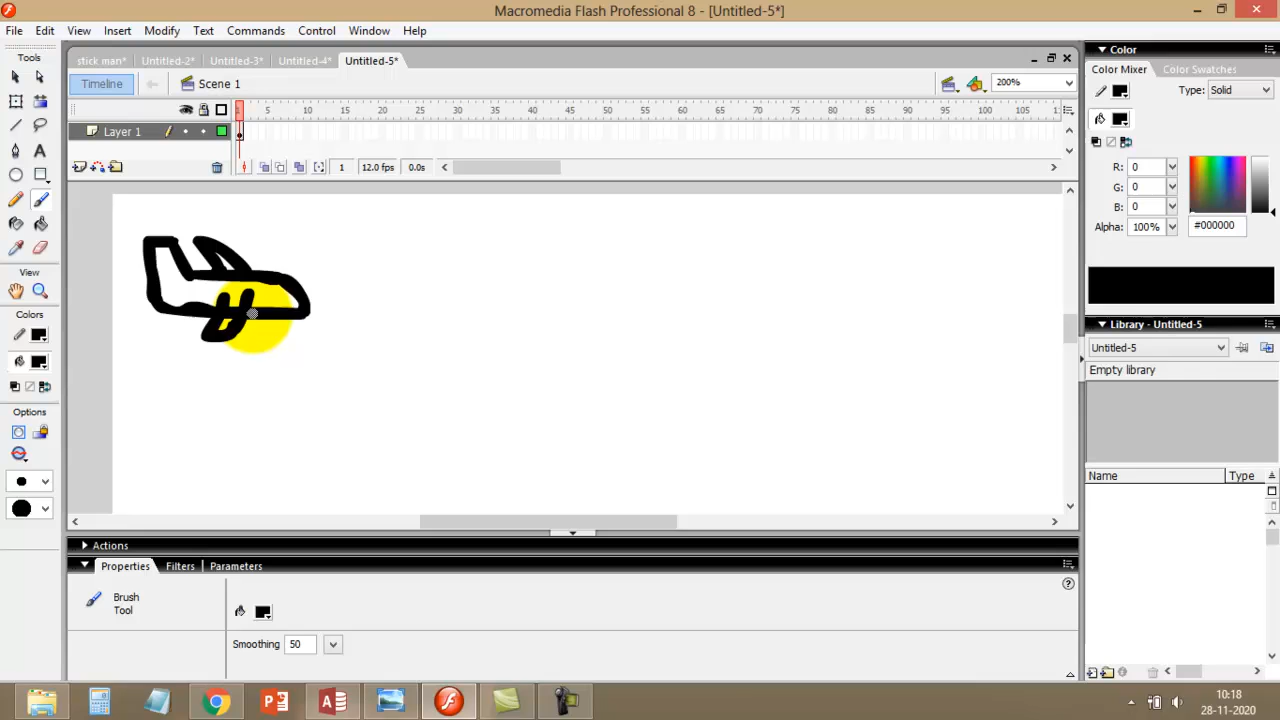 Macromedia Flash Professional 8 - [Untitled-5*]
File Edit View Insert Modify Text Commands Control Window Help
Tools
stick man* Untitled-2* Untitled-3* Untitled-4* Untitled-5*
Timeline Scene 1 200%
5 10 15 20 25 30 35 40 45 50 55 60 65 70 75 80 85 90 95 100 105
Layer 1
1 12.0 fps 0.0s
View
Colors
Options
Color
Color Mixer Color Swatches
Type: Solid
R: 0
G: 0
B: 0
Alpha: 100% #000000
Library - Untitled-5
Untitled-5
Empty library
Name Type
Actions
Properties Filters Parameters
Brush
Tool
Smoothing 50
10:18
28-11-2020